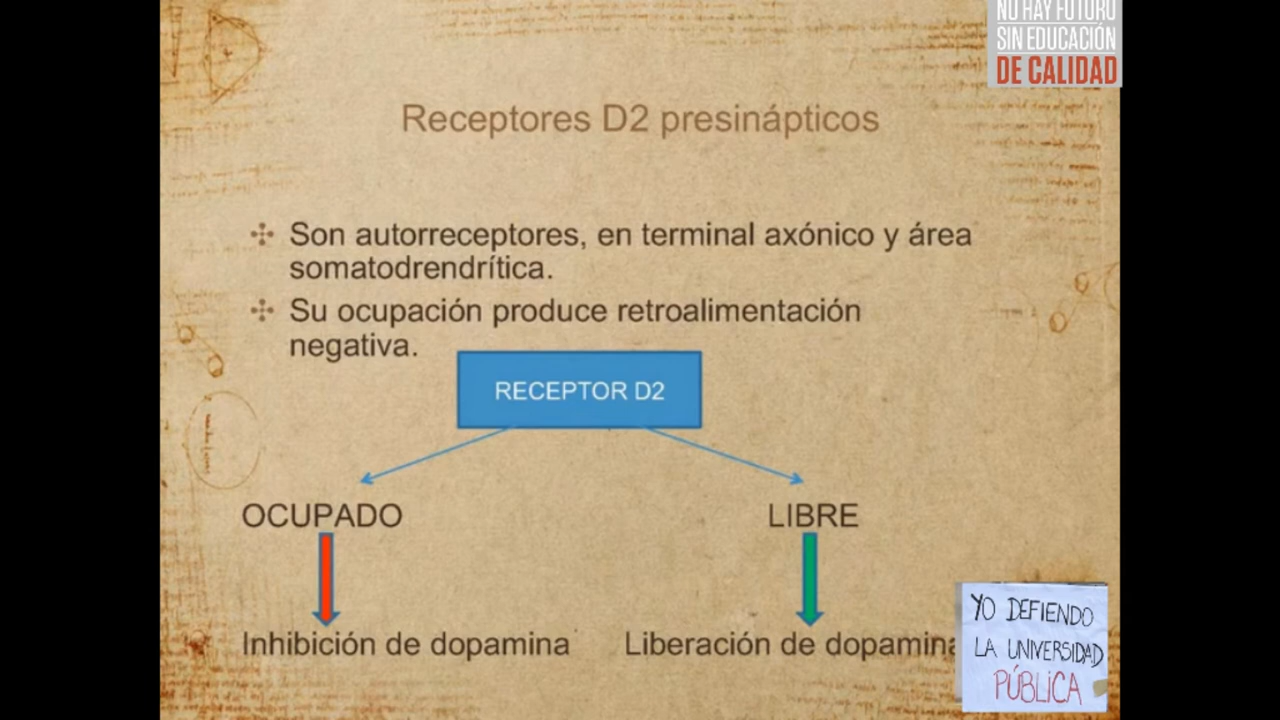 NO HAY FUTURO
SIN EDUCACIÓN
DE CALIDAD
Receptores D2 presinápticos
Son autorreceptores, en terminal axónico y área
somatodrendrítica.
Su ocupación produce retroalimentación
negativa.
RECEPTOR D2
OCUPADO
LIBRE
Inhibición de dopamina
Liberación de dopamina
YO DEFIENDO
LA UNIVERSIDAD
PÚBLICA